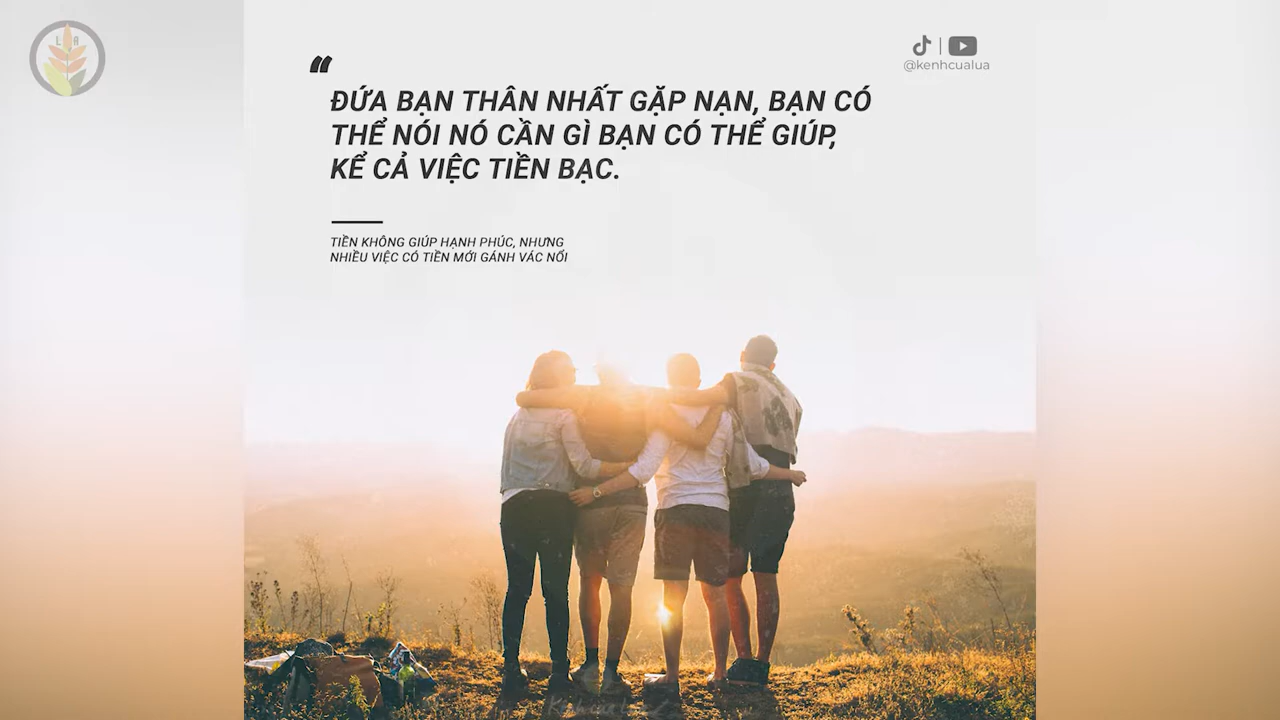 L A
@kenhcualua
“
ĐỨA BẠN THÂN NHẤT GẶP NẠN, BẠN CÓ
THỂ NÓI NÓ CẦN GÌ BẠN CÓ THỂ GIÚP,
KỂ CẢ VIỆC TIỀN BẠC.
TIỀN KHÔNG GIÚP HẠNH PHÚC, NHƯNG
NHIỀU VIỆC CÓ TIỀN MỚI GÁNH VÁC NỔI